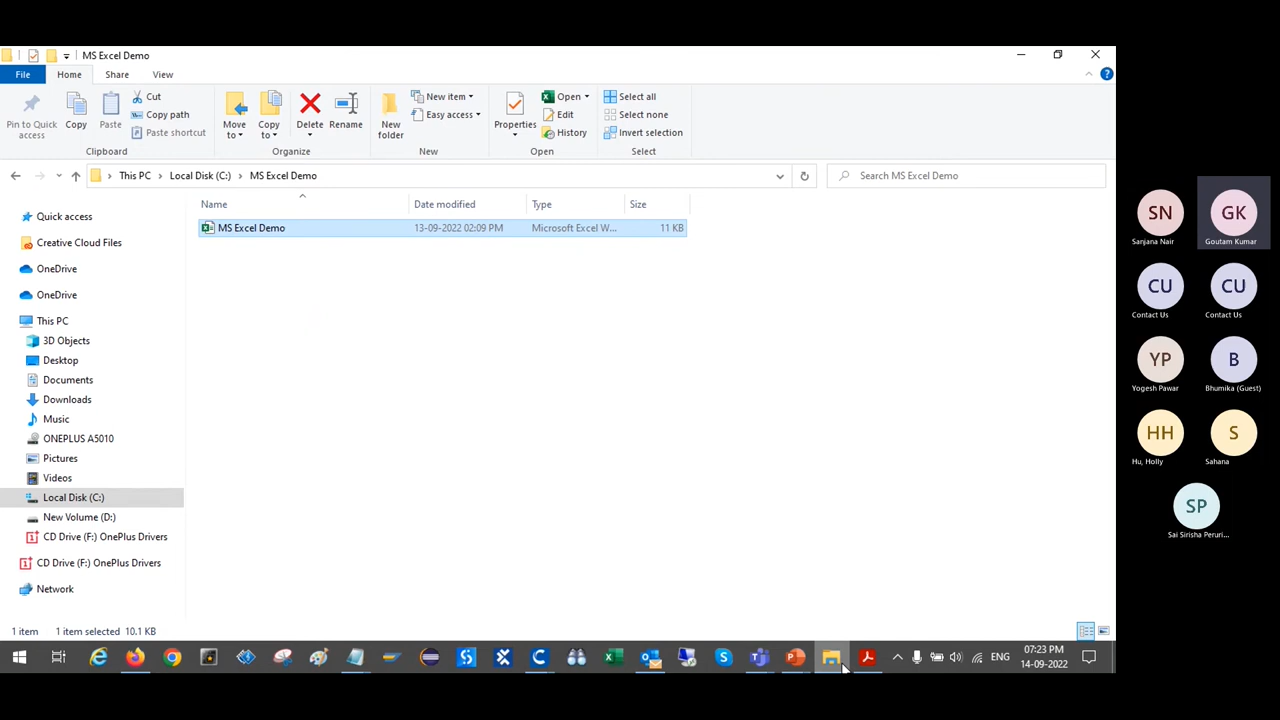 MS Excel Demo
File Home Share View
Pin to Quick access
Copy
Paste
Cut
Copy path
Paste shortcut
Clipboard
Move to
Copy to
Delete
Rename
Organize
New folder
New item
Easy access
New
Properties
Open
Edit
History
Open
Select all
Select none
Invert selection
Select
This PC > Local Disk (C:) > MS Excel Demo
Search MS Excel Demo
Name Date modified Type Size
MS Excel Demo 13-09-2022 02:09 PM Microsoft Excel W... 11 KB
Quick access
Creative Cloud Files
OneDrive
OneDrive
This PC
3D Objects
Desktop
Documents
Downloads
Music
ONEPLUS A5010
Pictures
Videos
Local Disk (C:)
New Volume (D:)
CD Drive (F:) OnePlus Drivers
CD Drive (F:) OnePlus Drivers
Network
1 item 1 item selected 10.1 KB
ENG
07:23 PM
14-09-2022
SN GK
Sanjana Nair Goutam Kumar
CU CU
Contact Us Contact Us
YP B
Yogesh Pawar Bhumika (Guest)
HH S
Hu, Holly Sahana
SP
Sai Sirisha Peruri...